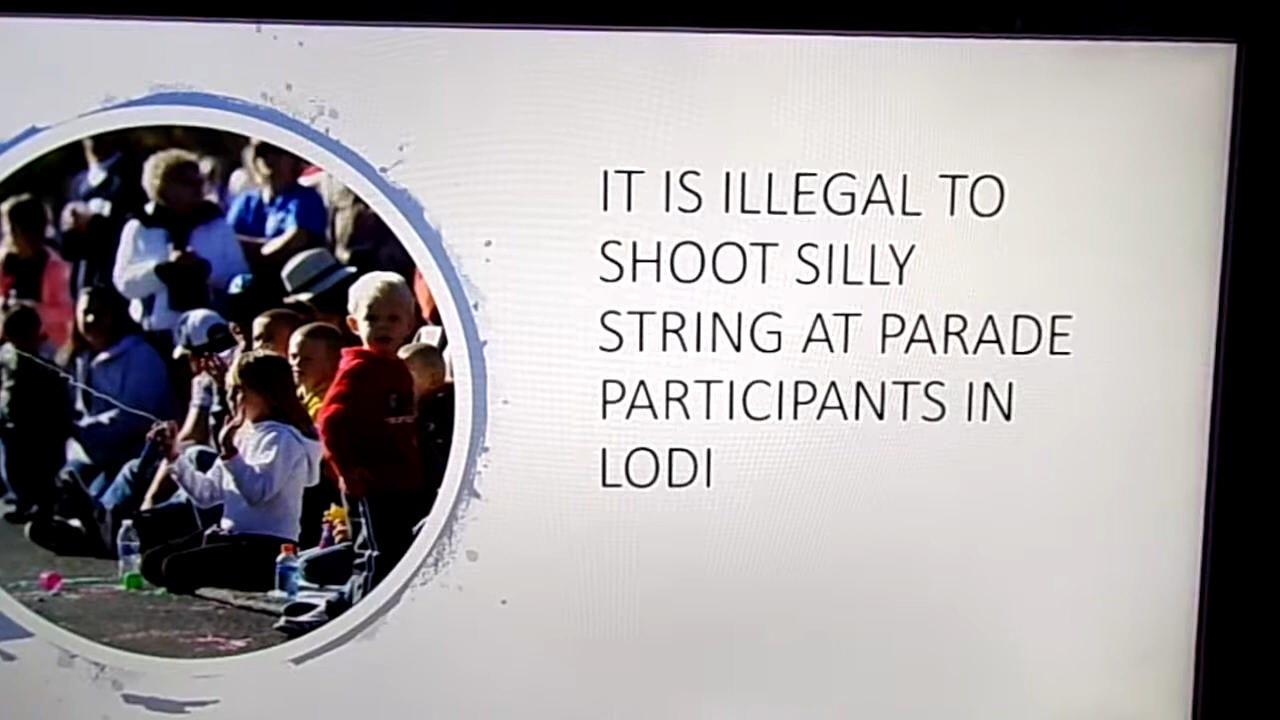 IT IS ILLEGAL TO
SHOOT SILLY
STRING AT PARADE
PARTICIPANTS IN
LODI